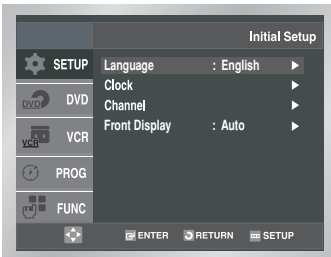 Initial Setup
SETUP
Language : English
Clock
DVD DVD
Channel
Front Display : Auto
VCR VCR
PROG
FUNC
ENTER RETURN SETUP